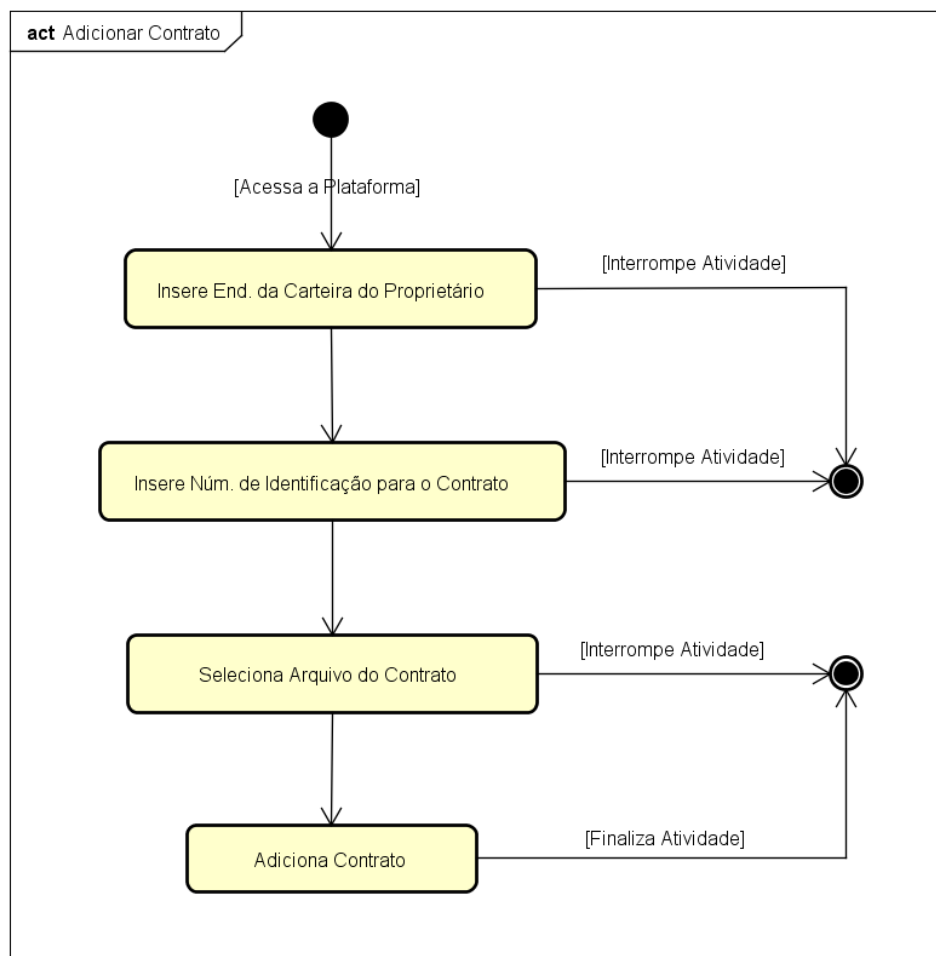 act Adicionar Contrato
[Acessa a Plataforma]
[Interrompe Atividade]
Insere End. da Carteira do Proprietário
[Interrompe Atividade]
Insere Núm. de Identificação para o Contrato
[Interrompe Atividade]
Seleciona Arquivo do Contrato
[Finaliza Atividade]
Adiciona Contrato